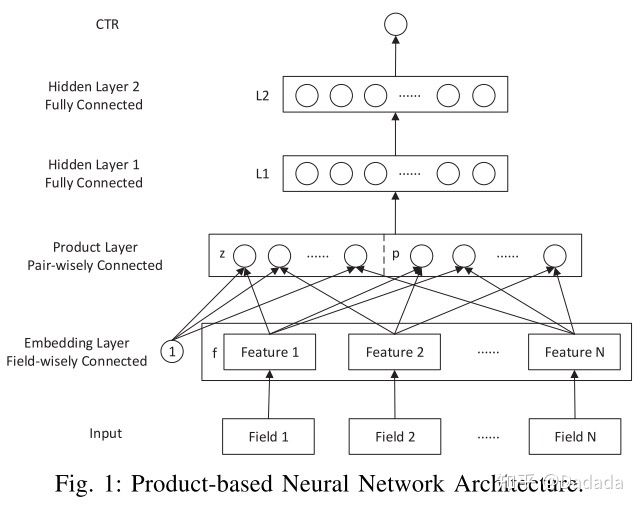 CTR
Hidden Layer 2
Fully Connected
L2
......
Hidden Layer 1
Fully Connected
L1
......
Product Layer
Pair-wisely Connected
z
......
p
......
Embedding Layer
Field-wisely Connected
1
f
Feature 1
Feature 2
......
Feature N
Input
Field 1
Field 2
......
Field N
Fig. 1: Product-based Neural Network Architecture.
知乎 @Dadada